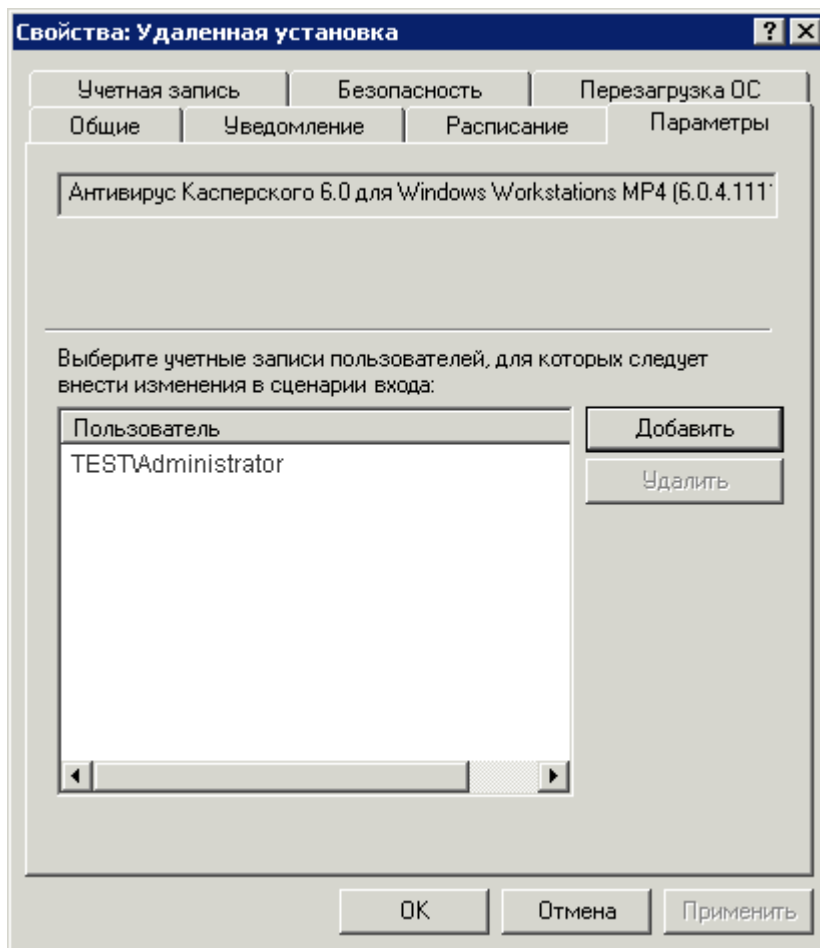 Свойства: Удаленная установка
Учетная запись Безопасность Перезагрузка ОС
Общие Уведомление Расписание Параметры
Антивирус Касперского 6.0 для Windows Workstations MP4 (6.0.4.111
Выберите учетные записи пользователей, для которых следует
внести изменения в сценарии входа:
Пользователь
TEST\Administrator
Добавить
Удалить
OK Отмена Применить